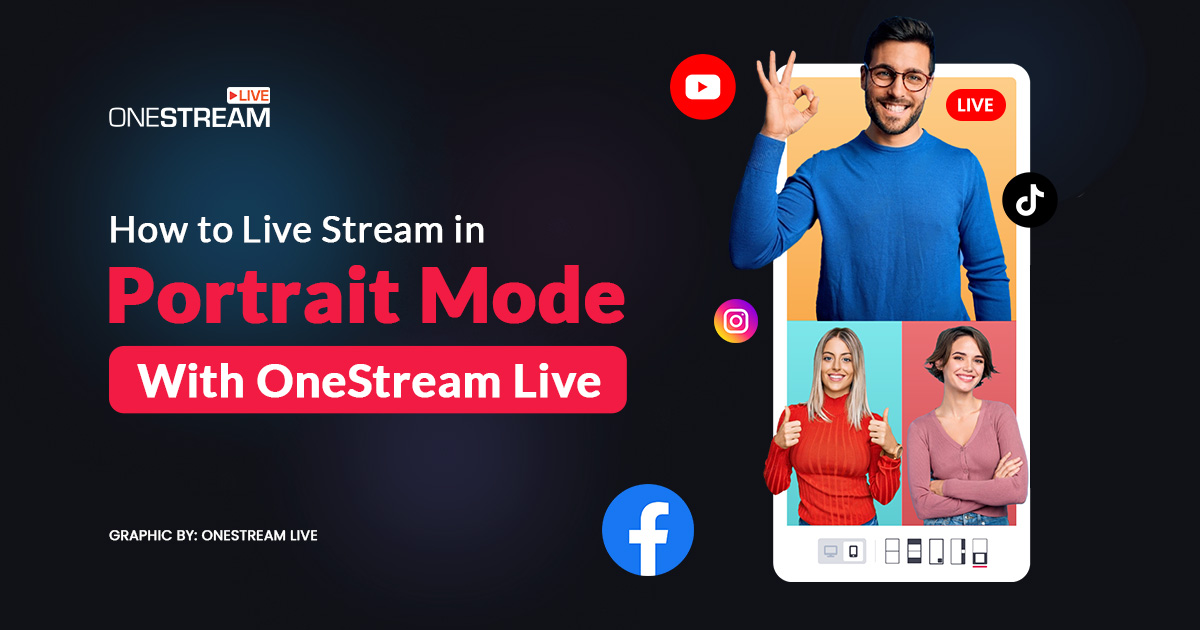 LIVE
ONESTREAM
How to Live Stream in
Portrait Mode
With OneStream Live
GRAPHIC BY: ONESTREAM LIVE
LIVE